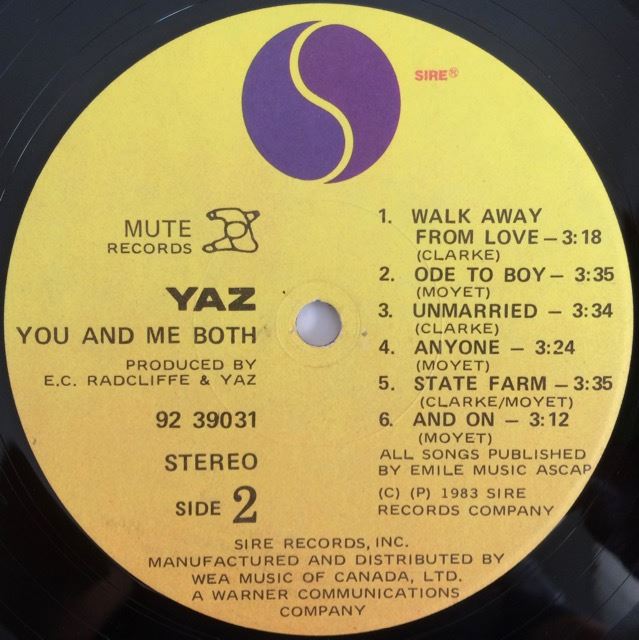 SIRE®
MUTE
RECORDS
YAZ
YOU AND ME BOTH
PRODUCED BY
E.C. RADCLIFFE & YAZ
92 39031
STEREO
SIDE 2
1. WALK AWAY
FROM LOVE – 3:18
(CLARKE)
2. ODE TO BOY – 3:35
(MOYET)
3. UNMARRIED – 3:34
(CLARKE)
4. ANYONE – 3:24
(MOYET)
5. STATE FARM – 3:35
(CLARKE/MOYET)
6. AND ON – 3:12
(MOYET)
ALL SONGS PUBLISHED
BY EMILE MUSIC ASCAP
(C) (P) 1983 SIRE
RECORDS COMPANY
SIRE RECORDS, INC.
MANUFACTURED AND DISTRIBUTED BY
WEA MUSIC OF CANADA, LTD.
A WARNER COMMUNICATIONS
COMPANY